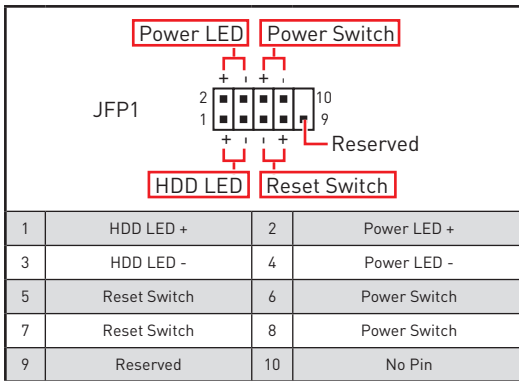 Power LED Power Switch
+ - + -
JFP1
2 10
1 9
+ - - +
Reserved
HDD LED Reset Switch
1 HDD LED + 2 Power LED +
3 HDD LED - 4 Power LED -
5 Reset Switch 6 Power Switch
7 Reset Switch 8 Power Switch
9 Reserved 10 No Pin